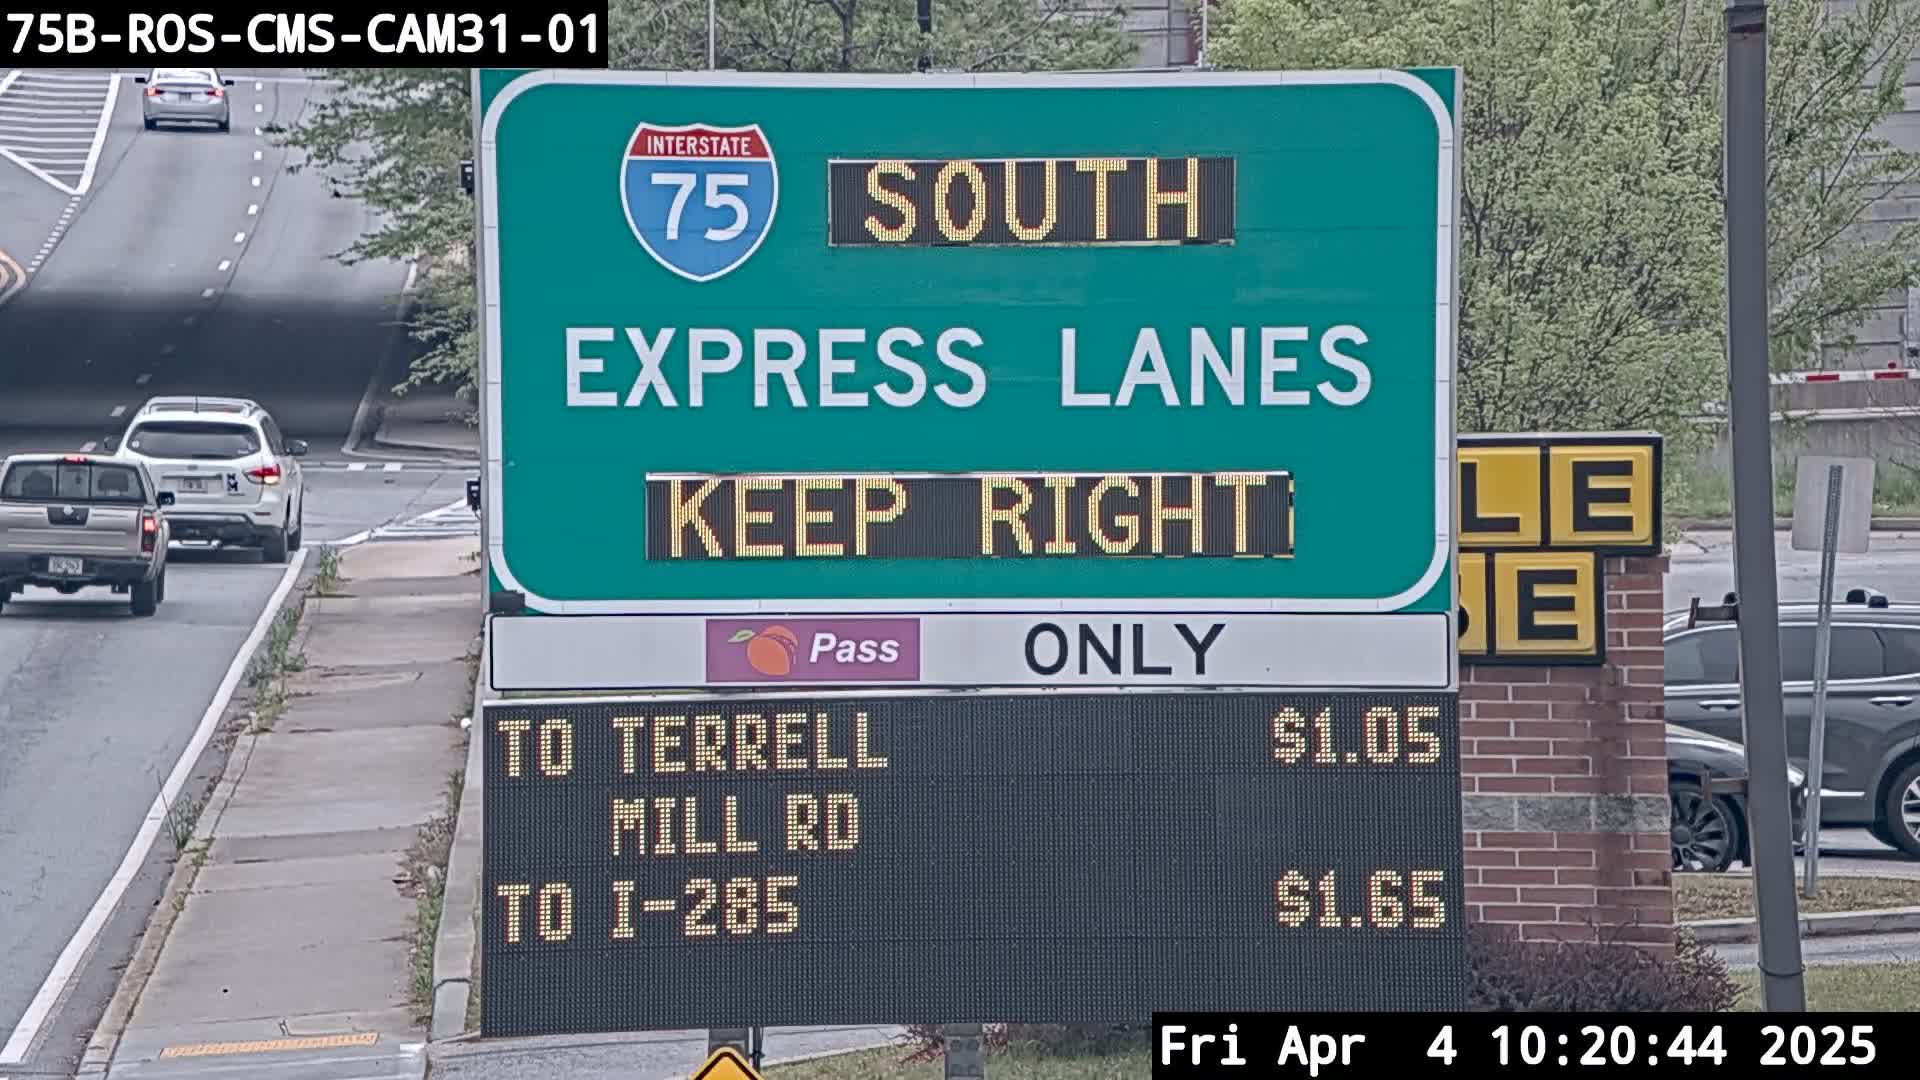 75B-ROS-CMS-CAM31-01
INTERSTATE
75
SOUTH
EXPRESS LANES
KEEP RIGHT
Pass ONLY
TO TERRELL $1.05
MILL RD
TO I-285 $1.65
LE
E
Fri Apr 4 10:20:44 2025